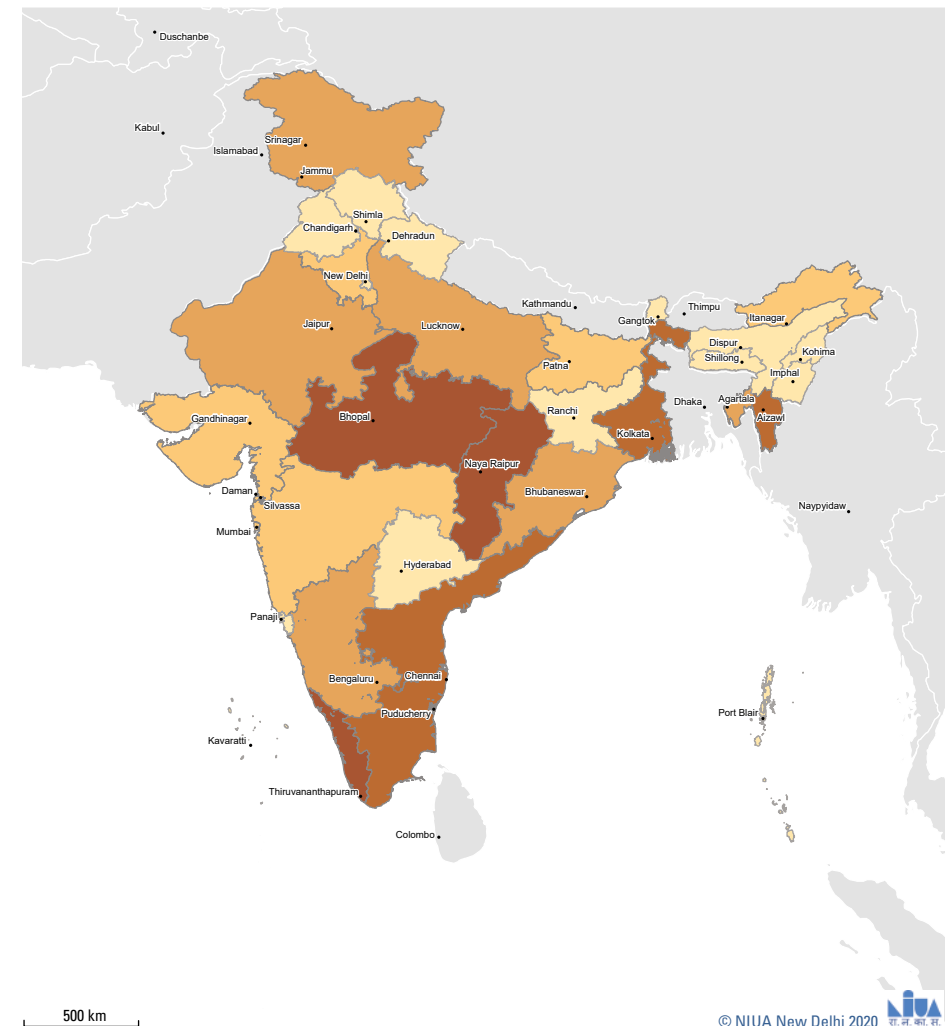 Duschanbe
Kabul
Islamabad
Srinagar
Jammu
Shimla
Chandigarh
Dehradun
New Delhi
Kathmandu
Thimpu
Gangtok
Itanagar
Jaipur
Lucknow
Dispur
Kohima
Shillong
Patna
Imphal
Dhaka
Agartala
Aizawl
Ranchi
Gandhinagar
Bhopal
Kolkata
Naya Raipur
Daman
Silvassa
Bhubaneswar
Naypyidaw
Mumbai
Hyderabad
Panaji
Bengaluru
Chennai
Puducherry
Port Blair
Kavaratti
Thiruvananthapuram
Colombo
500 km
© NIUA New Delhi 2020
NIUA
रा. न. का. सं.